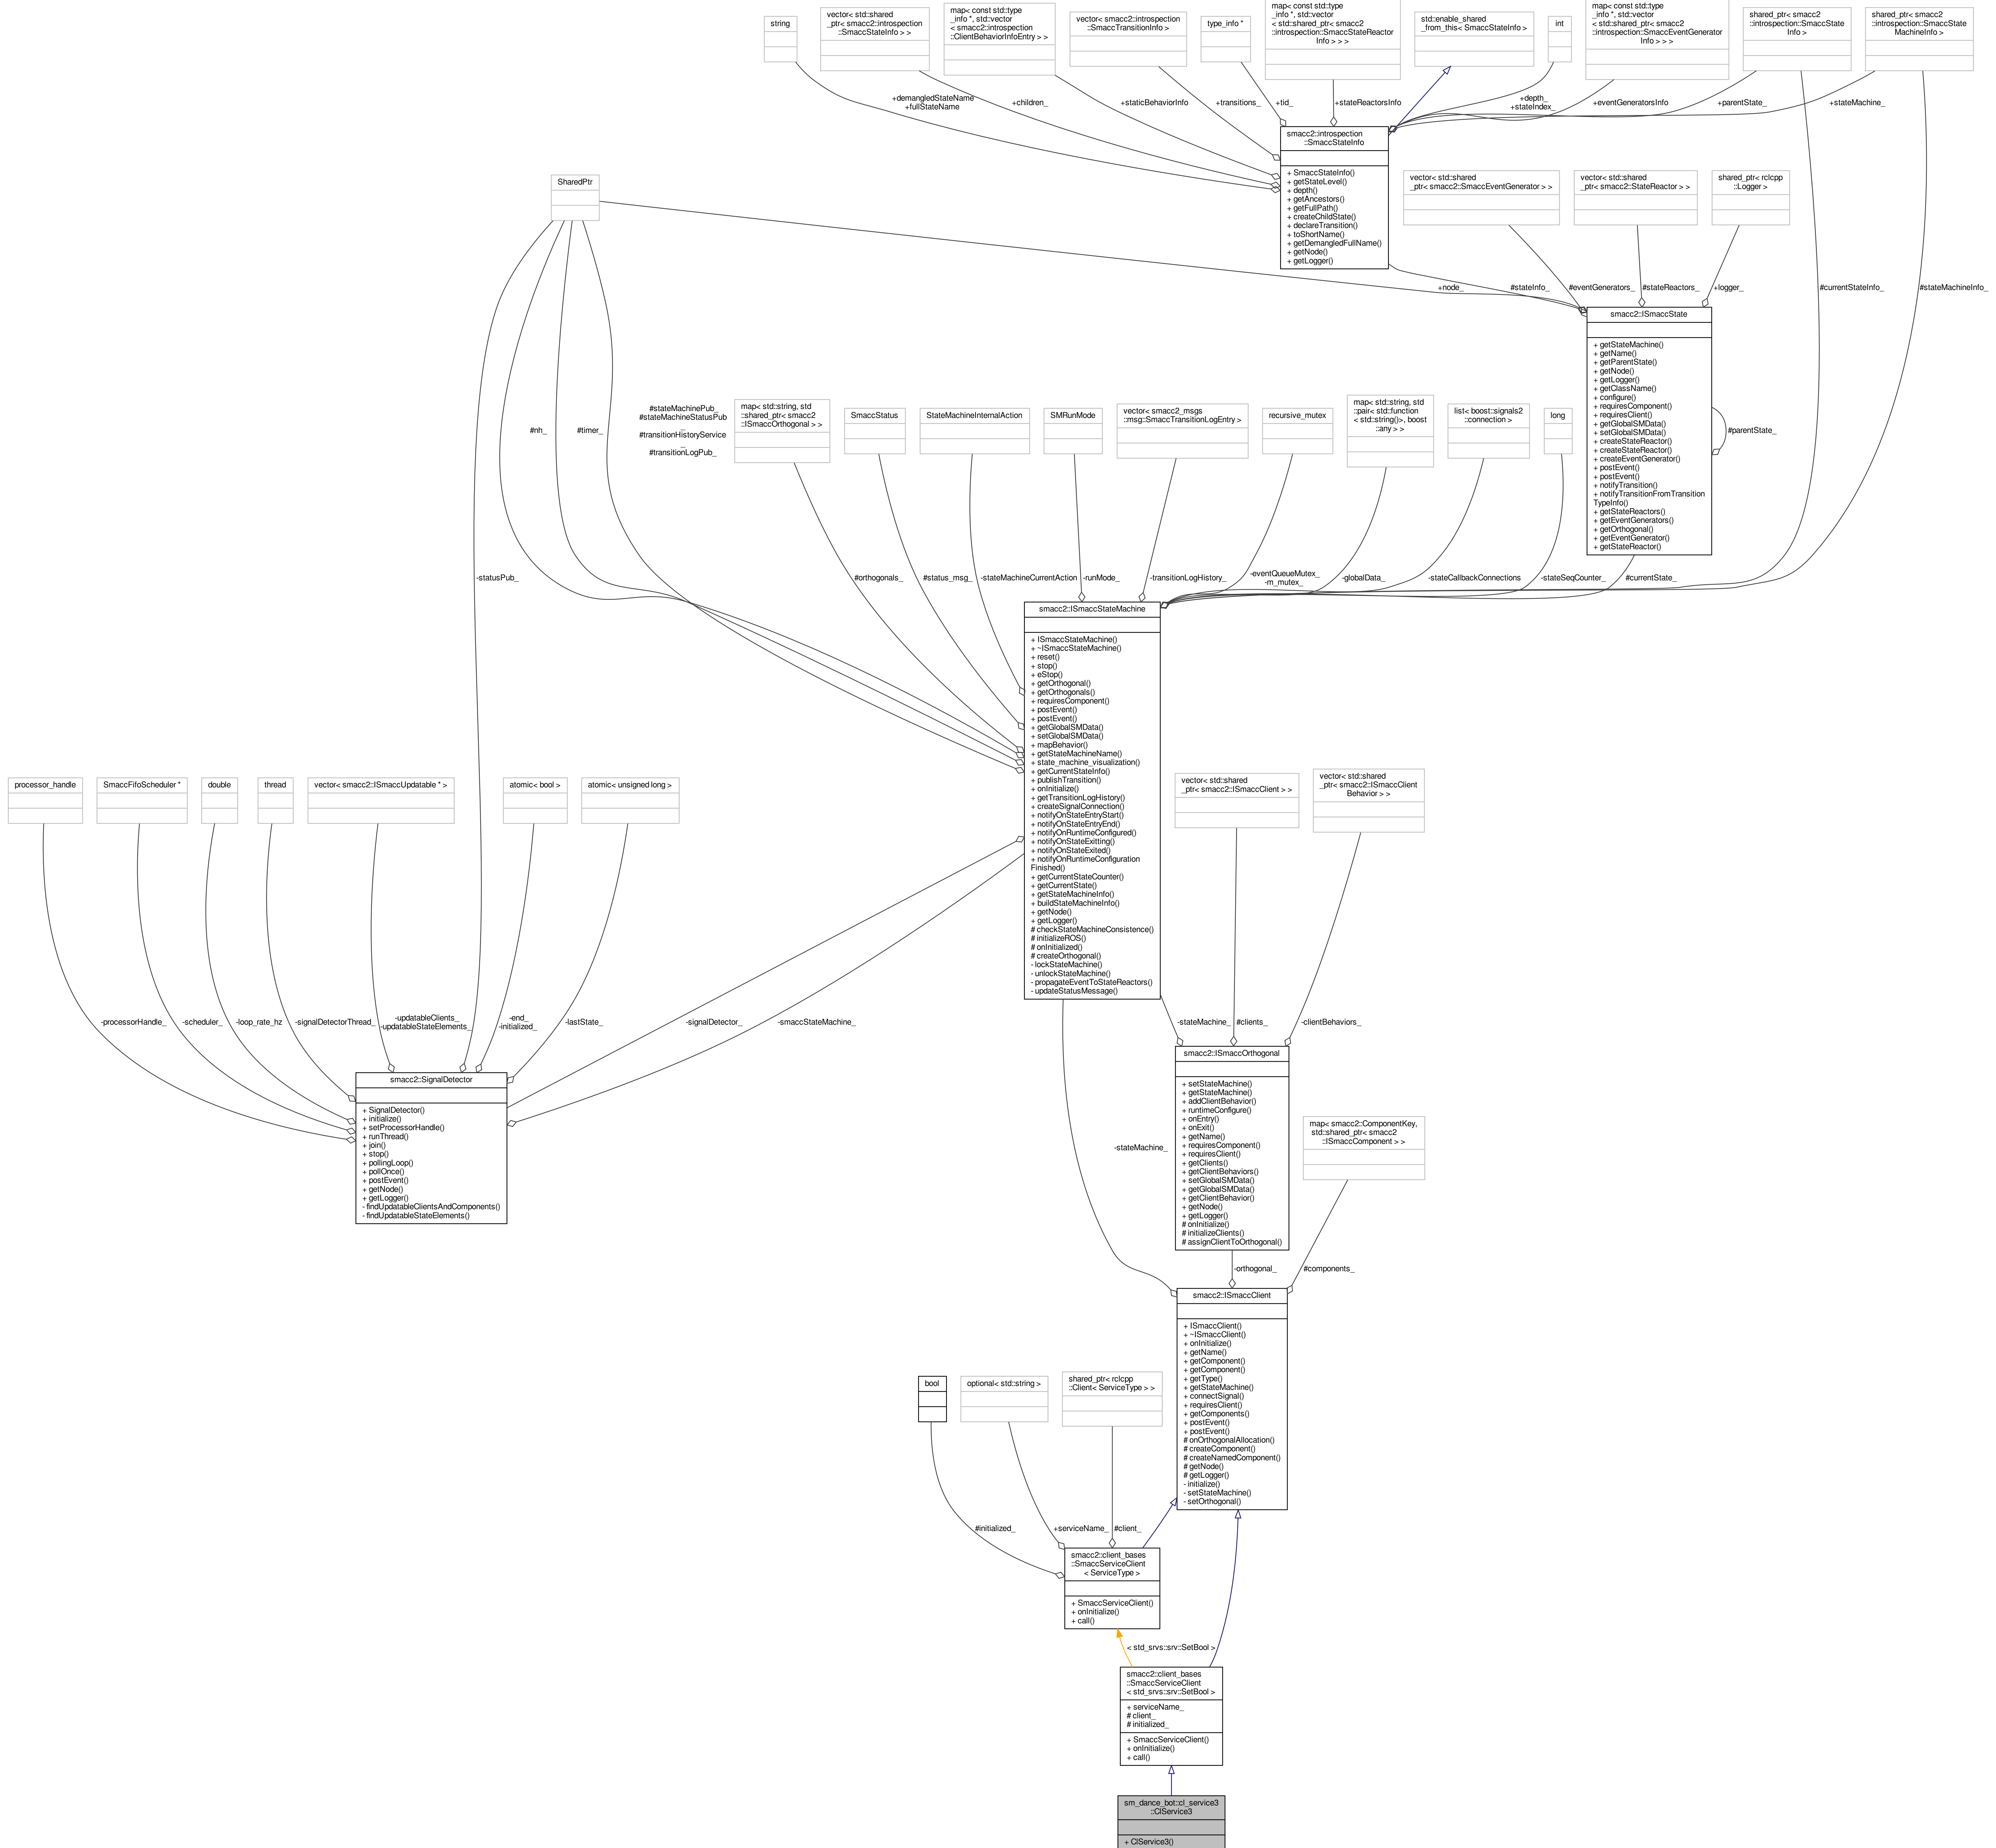 string
vector< std::shared
_ptr< smacc2::introspection
::SmaccStateInfo > >
map< const std::type
_info *, std::vector
< smacc2::introspection
::ClientBehaviorInfoEntry > >
vector< smacc2::introspection
::SmaccTransitionInfo >
type_info *
map< const std::type
_info *, std::vector
< std::shared_ptr< smacc2
::introspection::SmaccStateReactor
Info > > >
std::enable_shared
_from_this< SmaccStateInfo >
int
map< const std::type
_info *, std::vector
< std::shared_ptr< smacc2
::introspection::SmaccEventGenerator
Info > > >
shared_ptr< smacc2
::introspection::SmaccState
Info >
shared_ptr< smacc2
::introspection::SmaccState
MachineInfo >
+demangledStateName
+fullStateName
+children_
+staticBehaviorInfo
+transitions_
+tid_
+stateReactorsInfo
+depth_
+stateIndex_
+eventGeneratorsInfo
+parentState_
+stateMachine_
smacc2::introspection
::SmaccStateInfo
+ SmaccStateInfo()
+ getStateLevel()
+ depth()
+ getAncestors()
+ getFullPath()
+ createChildState()
+ declareTransition()
+ toShortName()
+ getDemangledFullName()
+ getNode()
+ getLogger()
SharedPtr
vector< std::shared
_ptr< smacc2::SmaccEventGenerator > >
vector< std::shared
_ptr< smacc2::StateReactor > >
shared_ptr< rclcpp
::Logger >
+node_
#stateInfo_
#eventGenerators_
#stateReactors_
+logger_
#currentStateInfo_
#stateMachineInfo_
smacc2::ISmaccState
+ getStateMachine()
+ getName()
+ getParentState()
+ getNode()
+ getLogger()
+ getClassName()
+ configure()
+ requiresComponent()
+ requiresClient()
+ getGlobalSMData()
+ setGlobalSMData()
+ createStateReactor()
+ createStateReactor()
+ createEventGenerator()
+ postEvent()
+ postEvent()
+ notifyTransition()
+ notifyTransitionFromTransition
TypeInfo()
+ getStateReactors()
+ getEventGenerators()
+ getOrthogonal()
+ getEventGenerator()
+ getStateReactor()
#parentState_
#nh_
#timer_
#stateMachinePub_
#stateMachineStatusPub
_
#transitionHistoryService
_
#transitionLogPub_
map< std::string, std
::shared_ptr< smacc2
::ISmaccOrthogonal > >
SmaccStatus
StateMachineInternalAction
SMRunMode
vector< smacc2_msgs
::msg::SmaccTransitionLogEntry >
recursive_mutex
map< std::string, std
::pair< std::function
< std::string()>, boost
::any > >
list< boost::signals2
::connection >
long
-statusPub_
#orthogonals_
#status_msg_
-stateMachineCurrentAction
-runMode_
-transitionLogHistory_
-eventQueueMutex_
-m_mutex_
-globalData_
-stateCallbackConnections
-stateSeqCounter_
#currentState_
smacc2::ISmaccStateMachine
+ ISmaccStateMachine()
+ ~ISmaccStateMachine()
+ reset()
+ stop()
+ eStop()
+ getOrthogonal()
+ getOrthogonals()
+ requiresComponent()
+ postEvent()
+ postEvent()
+ getGlobalSMData()
+ setGlobalSMData()
+ mapBehavior()
+ getStateMachineName()
+ state_machine_visualization()
+ getCurrentStateInfo()
+ publishTransition()
+ onInitialize()
+ getTransitionLogHistory()
+ createSignalConnection()
+ notifyOnStateEntryStart()
+ notifyOnStateEntryEnd()
+ notifyOnRuntimeConfigured()
+ notifyOnStateExitting()
+ notifyOnStateExited()
+ notifyOnRuntimeConfiguration
Finished()
+ getCurrentStateCounter()
+ getCurrentState()
+ getStateMachineInfo()
+ buildStateMachineInfo()
+ getNode()
+ getLogger()
# checkStateMachineConsistence()
# initializeROS()
# onInitialized()
# createOrthogonal()
- lockStateMachine()
- unlockStateMachine()
- propagateEventToStateReactors()
- updateStatusMessage()
processor_handle
SmaccFifoScheduler *
double
thread
vector< smacc2::ISmaccUpdatable * >
atomic< bool >
atomic< unsigned long >
vector< std::shared
_ptr< smacc2::ISmaccClient > >
vector< std::shared
_ptr< smacc2::ISmaccClient
Behavior > >
-processorHandle_
-scheduler_
-loop_rate_hz
-signalDetectorThread_
-updatableClients_
-updatableStateElements_
-end_
-initialized_
-lastState_
-signalDetector_
-smaccStateMachine_
-stateMachine_
#clients_
-clientBehaviors_
smacc2::SignalDetector
+ SignalDetector()
+ initialize()
+ setProcessorHandle()
+ runThread()
+ join()
+ stop()
+ pollingLoop()
+ pollOnce()
+ postEvent()
+ getNode()
+ getLogger()
- findUpdatableClientsAndComponents()
- findUpdatableStateElements()
smacc2::ISmaccOrthogonal
+ setStateMachine()
+ getStateMachine()
+ addClientBehavior()
+ runtimeConfigure()
+ onEntry()
+ onExit()
+ getName()
+ requiresComponent()
+ requiresClient()
+ getClients()
+ getClientBehaviors()
+ setGlobalSMData()
+ getGlobalSMData()
+ getClientBehavior()
+ getNode()
+ getLogger()
# onInitialize()
# initializeClients()
# assignClientToOrthogonal()
map< smacc2::ComponentKey,
std::shared_ptr< smacc2
::ISmaccComponent > >
-stateMachine_
-orthogonal_
#components_
smacc2::ISmaccClient
+ ISmaccClient()
+ ~ISmaccClient()
+ onInitialize()
+ getName()
+ getComponent()
+ getComponent()
+ getType()
+ getStateMachine()
+ connectSignal()
+ requiresClient()
+ getComponents()
+ postEvent()
+ postEvent()
# onOrthogonalAllocation()
# createComponent()
# createNamedComponent()
# getNode()
# getLogger()
- initialize()
- setStateMachine()
- setOrthogonal()
bool
optional< std::string >
shared_ptr< rclcpp
::Client< ServiceType > >
#initialized_
+serviceName_
#client_
smacc2::client_bases
::SmaccServiceClient
< ServiceType >
+ SmaccServiceClient()
+ onInitialize()
+ call()
< std_srvs::srv::SetBool >
smacc2::client_bases
::SmaccServiceClient
< std_srvs::srv::SetBool >
+ serviceName_
# client_
# initialized_
+ SmaccServiceClient()
+ onInitialize()
+ call()
sm_dance_bot::cl_service3
::ClService3
+ ClService3()